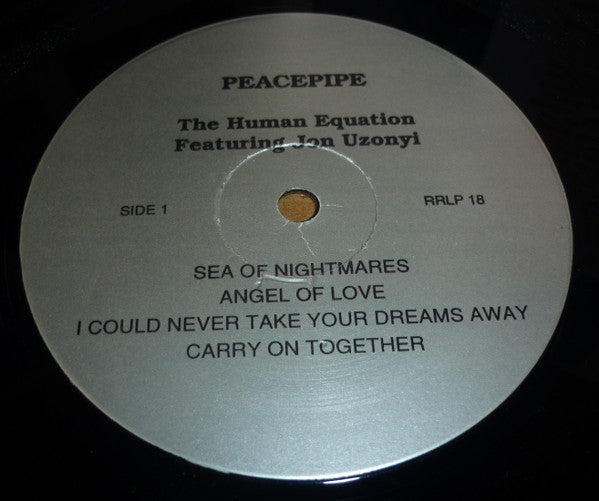 PEACEPIPE
The Human Equation
Featuring Jon Uzonyi
SIDE 1
RRLP 18
SEA OF NIGHTMARES
ANGEL OF LOVE
I COULD NEVER TAKE YOUR DREAMS AWAY
CARRY ON TOGETHER